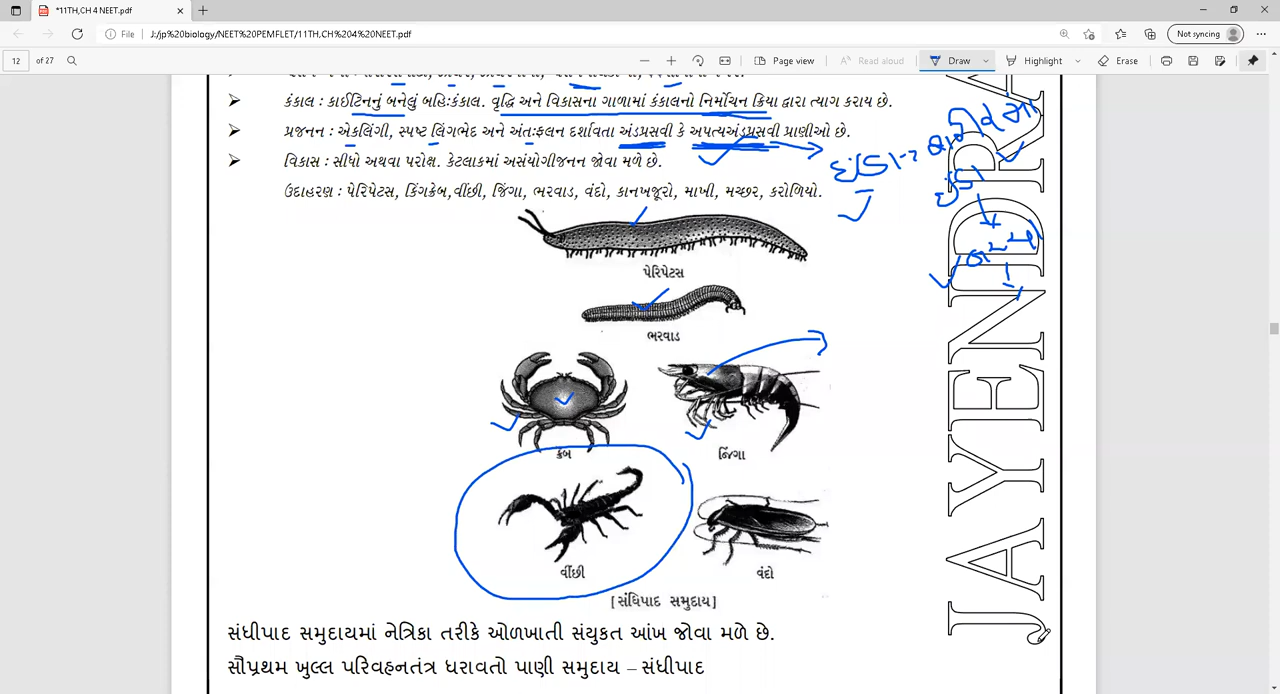 *11TH,CH 4 NEET.pdf
File J:/jp%20biology/NEET%20PEMFLET/11TH,CH%204%20NEET.pdf
Not syncing
12 of 27
Page view
Read aloud
Draw
Highlight
Erase
કંકાલ : કાઈટિનનું બનેલું બહિઃકંકાલ. વૃદ્ધિ અને વિકાસના ગાળામાં કંકાલનો નિર્મોચન ક્રિયા દ્વારા ત્યાગ કરાય છે.
પ્રજનન : એકલિંગી, સ્પષ્ટ લિંગભેદ અને અંતઃફલન દર્શાવતા અંડપ્રસવી કે અપત્યઅંડપ્રસવી પ્રાણીઓ છે.
વિકાસ : સીધો અથવા પરોક્ષ. કેટલાકમાં અસંયોગીજનન જોવા મળે છે.
ઉદાહરણ : પેરિપેટસ, કિંગક્રેબ, વીંછી, જિંગા, ભરવાડ, વંદો, કાનખજૂરો, માખી, મચ્છર, કરોળિયો.
પેરિપેટસ
ભરવાડ
ક્રેબ
જિંગા
વીંછી
વંદો
[સંધિપાદ સમુદાય]
સંધીપાદ સમુદાયમાં નેત્રિકા તરીકે ઓળખાતી સંયુકત આંખ જોવા મળે છે.
સૌપ્રથમ ખુલ્લ પરિવહનતંત્ર ધરાવતો પાણી સમુદાય – સંધીપાદ